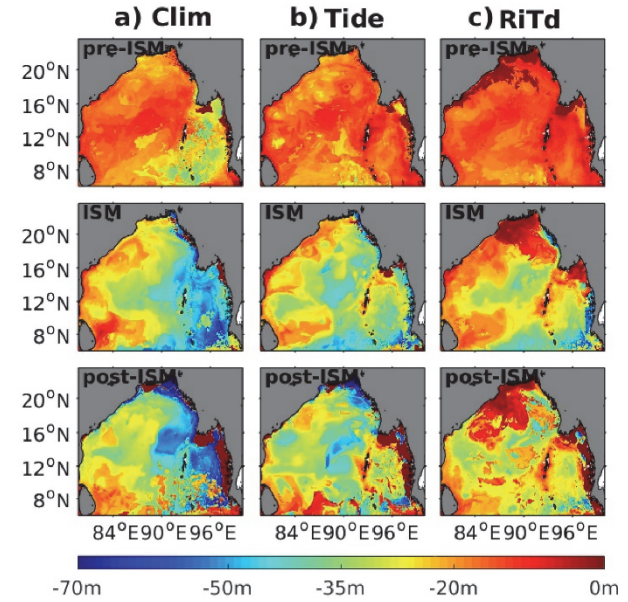 a) Clim b) Tide c) RiTd
pre-ISM pre-ISM pre-ISM
20°N
16°N
12°N
8°N
ISM ISM ISM
20°N
16°N
12°N
8°N
post-ISM post-ISM post-ISM
20°N
16°N
12°N
8°N
84°E90°E96°E 84°E90°E96°E 84°E90°E96°E
-70m -50m -35m -20m 0m